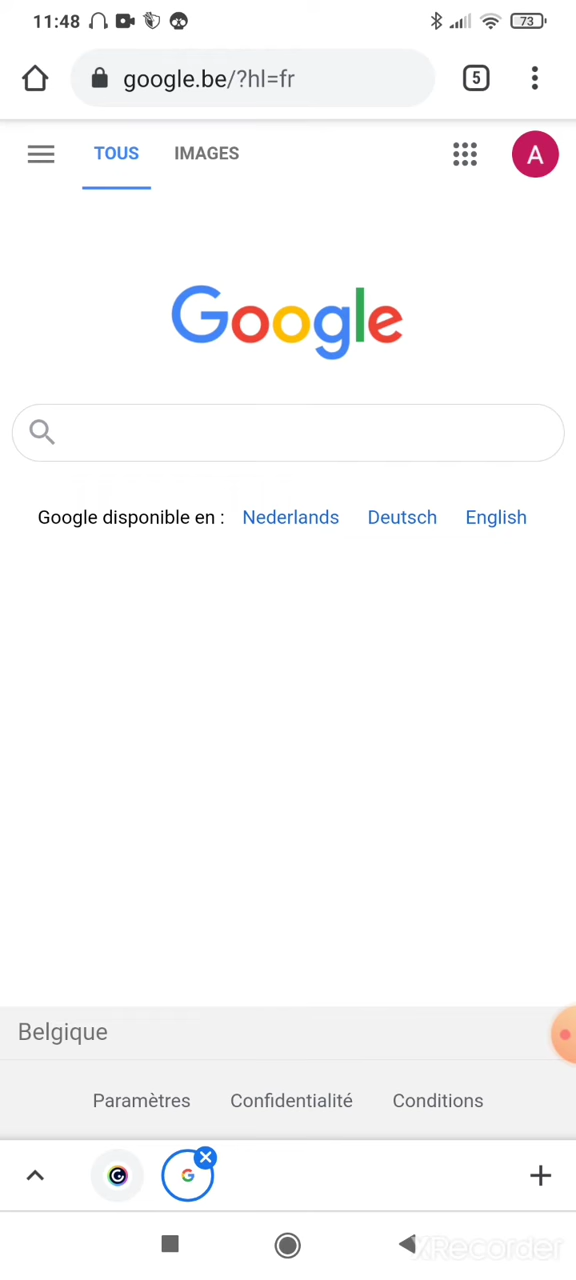 11:48
73
google.be/?hl=fr
5
TOUS IMAGES
A
Google
Google disponible en : Nederlands Deutsch English
Belgique
Paramètres Confidentialité Conditions
G G
XRecorder